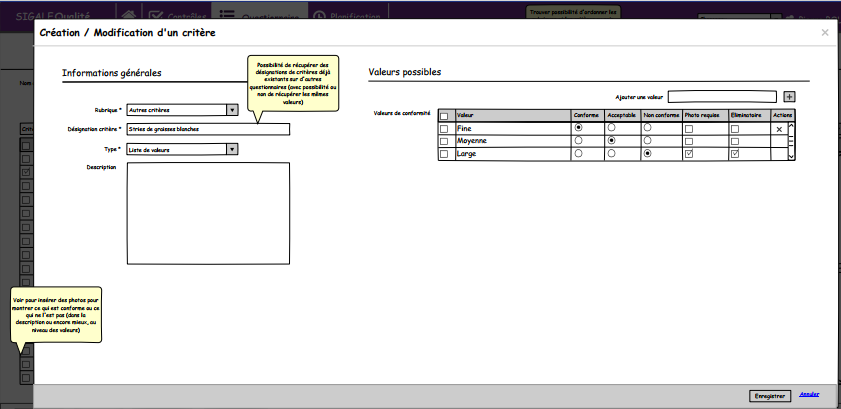 SIGALE Qualité
Contrôles
Questionnaire
Planification
Trouver possibilité d'ordonner les
Création / Modification d'un critère
×
Informations générales
Possibilité de récupérer des
désignations de critères déjà
existants sur d'autres
questionnaires (avec possibilité ou
non de récupérer les mêmes
valeurs)
Rubrique *
Autres critères
Désignation critère *
Stries de graisses blanches
Type *
Liste de valeurs
Description
Valeurs possibles
Ajouter une valeur
+
Valeurs de conformité
Valeur Conforme Acceptable Non conforme Photo requise Eliminatoire Actions
Fine ×
Moyenne
Large
Voir pour insérer des photos pour
montrer ce qui est conforme ou ce
qui ne l'est pas (dans la
description ou encore mieux, au
niveau des valeurs)
Enregistrer
Annuler